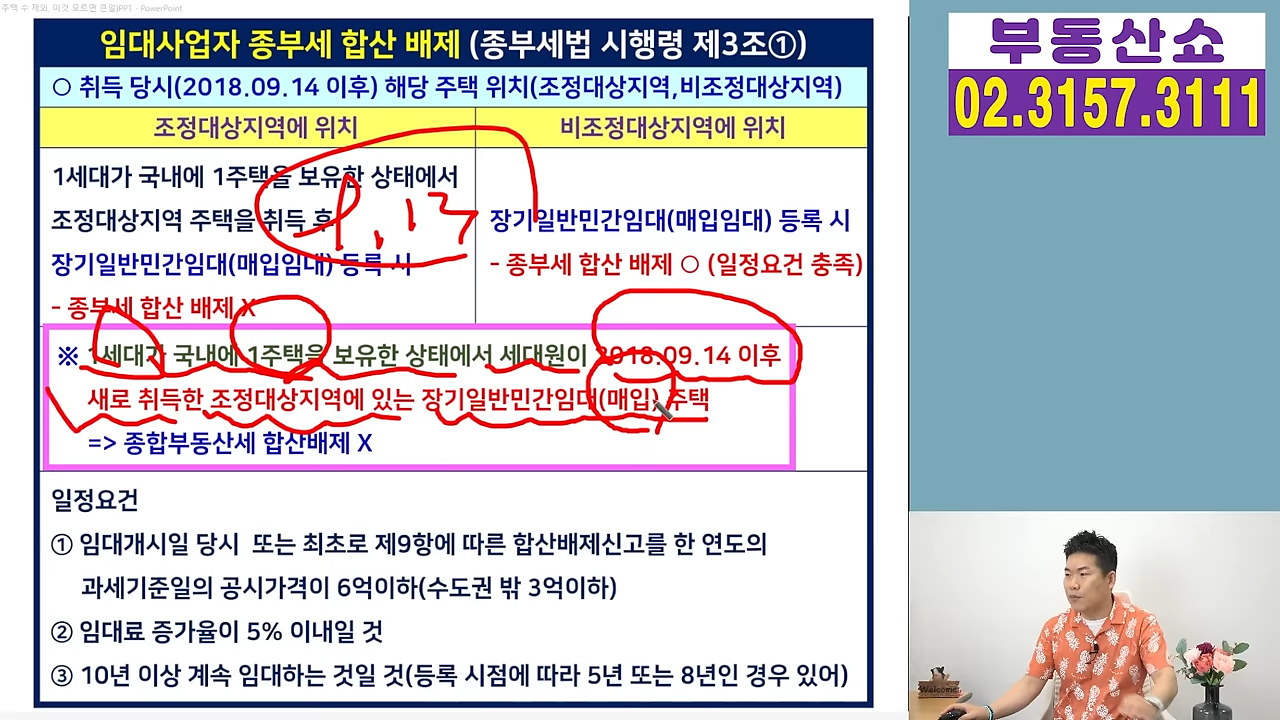 주택 수 제외, 이것 모르면 큰일)PPT - PowerPoint
임대사업자 종부세 합산 배제 (종부세법 시행령 제3조①)
○ 취득 당시(2018.09.14 이후) 해당 주택 위치(조정대상지역,비조정대상지역)
조정대상지역에 위치
비조정대상지역에 위치
1세대가 국내에 1주택을 보유한 상태에서
조정대상지역 주택을 취득 후
장기일반민간임대(매입임대) 등록 시
- 종부세 합산 배제 X
9.13
장기일반민간임대(매입임대) 등록 시
- 종부세 합산 배제 ○ (일정요건 충족)
※ 1세대가 국내에 1주택을 보유한 상태에서 세대원이 2018.09.14 이후
새로 취득한 조정대상지역에 있는 장기일반민간임대(매입) 주택
=> 종합부동산세 합산배제 X
일정요건
① 임대개시일 당시 또는 최초로 제9항에 따른 합산배제신고를 한 연도의
과세기준일의 공시가격이 6억이하(수도권 밖 3억이하)
② 임대료 증가율이 5% 이내일 것
③ 10년 이상 계속 임대하는 것일 것(등록 시점에 따라 5년 또는 8년인 경우 있어)
부동산쇼
02.3157.3111
Welcome